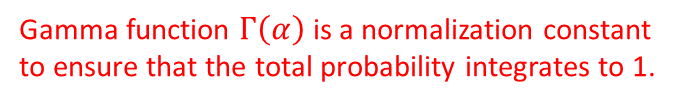 Gamma function Γ(α) is a normalization constant
to ensure that the total probability integrates to 1.